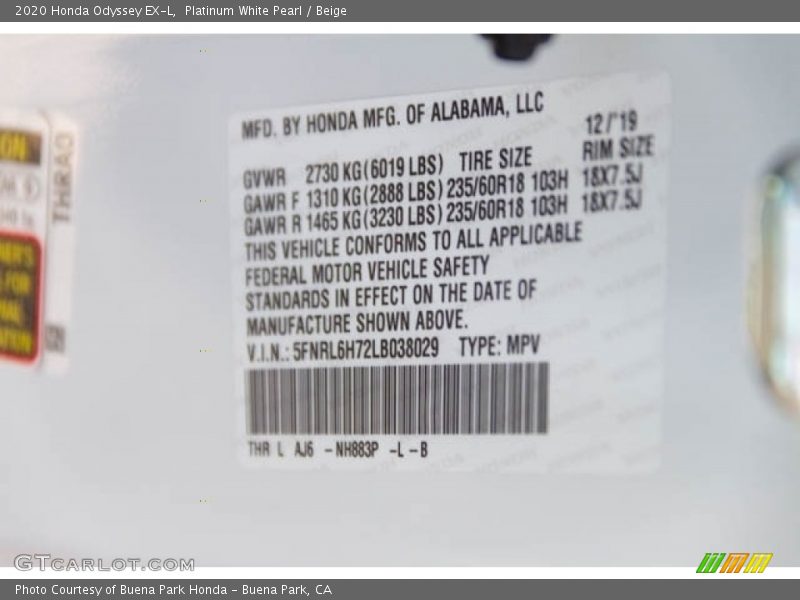 2020 Honda Odyssey EX-L, Platinum White Pearl / Beige
MFD. BY HONDA MFG. OF ALABAMA, LLC
12/'19
GVWR 2730 KG(6019 LBS) TIRE SIZE RIM SIZE
GAWR F 1310 KG(2888 LBS) 235/60R18 103H 18X7.5J
GAWR R 1465 KG(3230 LBS) 235/60R18 103H 18X7.5J
THIS VEHICLE CONFORMS TO ALL APPLICABLE
FEDERAL MOTOR VEHICLE SAFETY
STANDARDS IN EFFECT ON THE DATE OF
MANUFACTURE SHOWN ABOVE.
V.I.N.: 5FNRL6H72LB038029 TYPE: MPV
THR L AJ6 -NH883P -L-B
THRA0
GTCARLOT.COM
Photo Courtesy of Buena Park Honda - Buena Park, CA